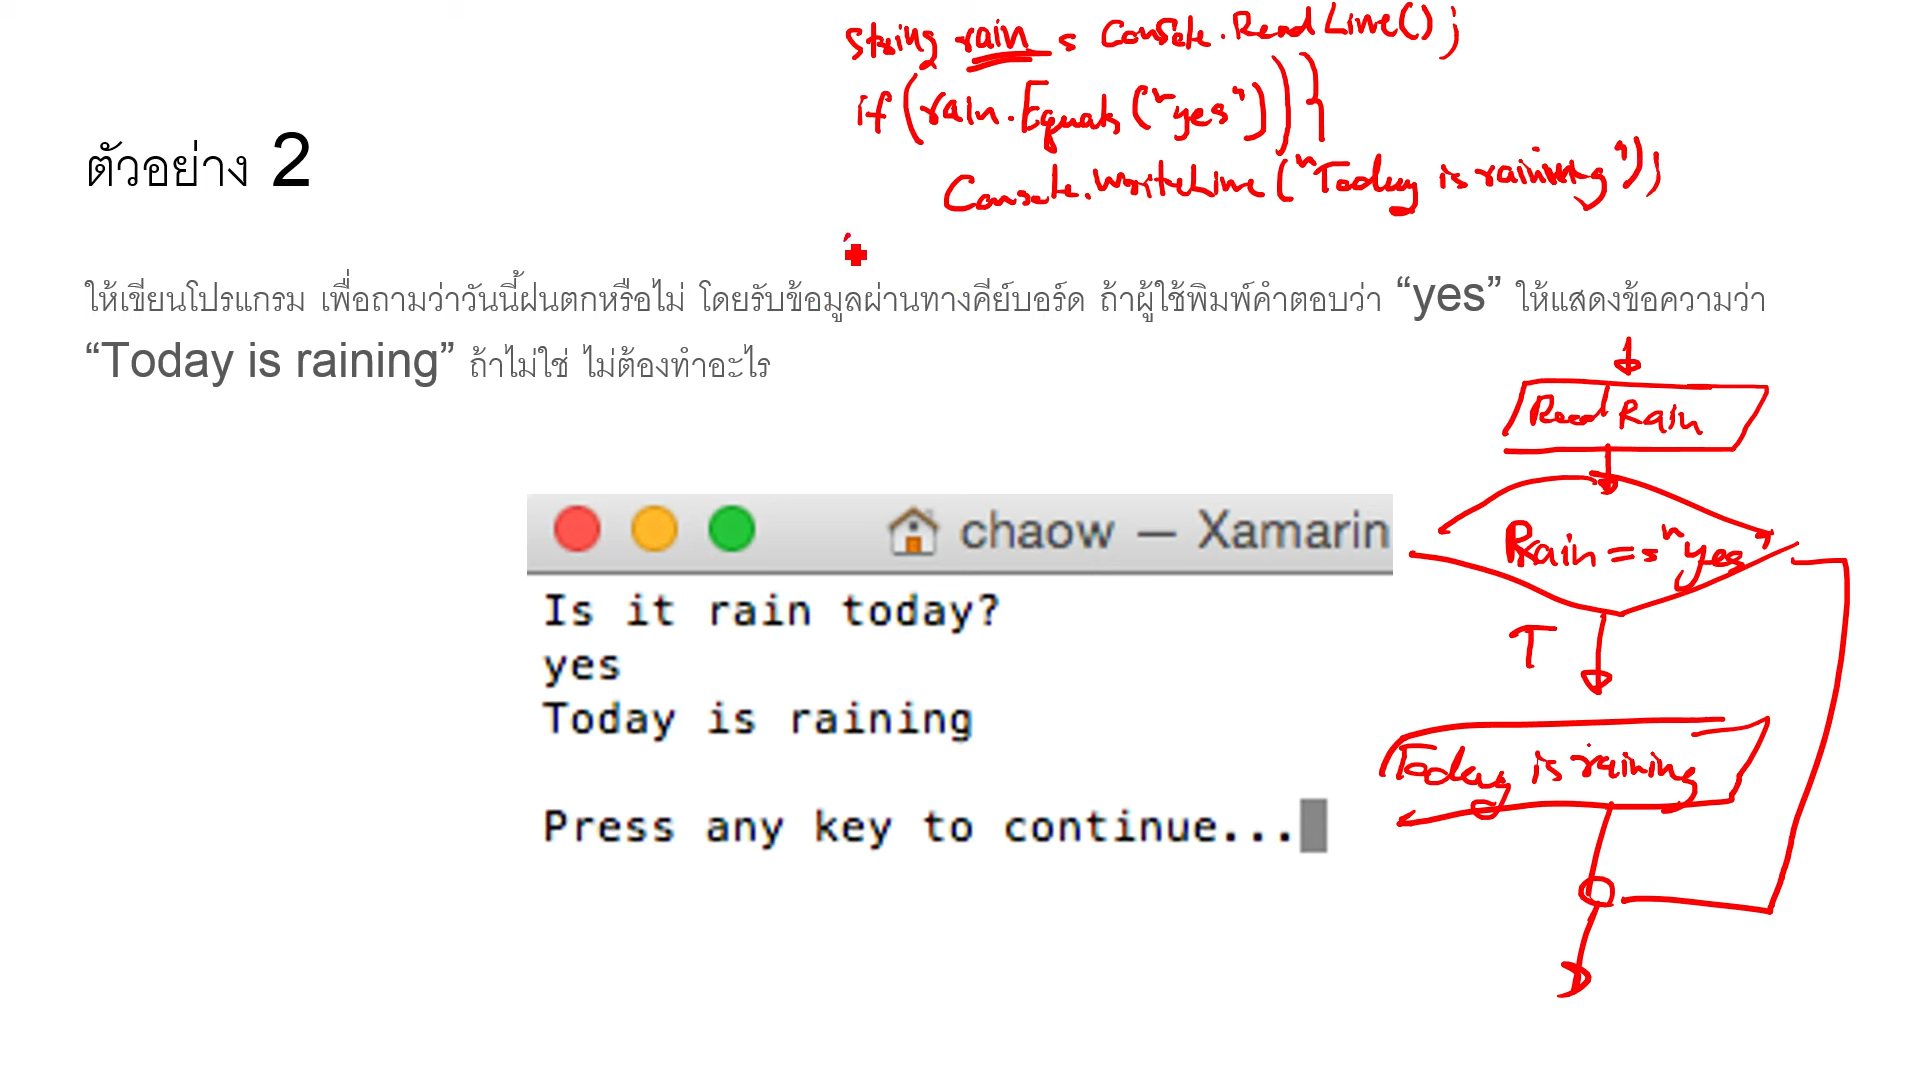 string rain = Console.ReadLine();
if (rain.Equals("yes")) {
Console.WriteLine("Today is raining");
ตัวอย่าง 2
ให้เขียนโปรแกรม เพื่อถามว่าวันนี้ฝนตกหรือไม่ โดยรับข้อมูลผ่านทางคีย์บอร์ด ถ้าผู้ใช้พิมพ์คำตอบว่า “yes” ให้แสดงข้อความว่า
“Today is raining” ถ้าไม่ใช่ ไม่ต้องทำอะไร
Read Rain
chaow — Xamarin
Rain == "yes"
Is it rain today?
yes
T
Today is raining
Today is raining
Press any key to continue...